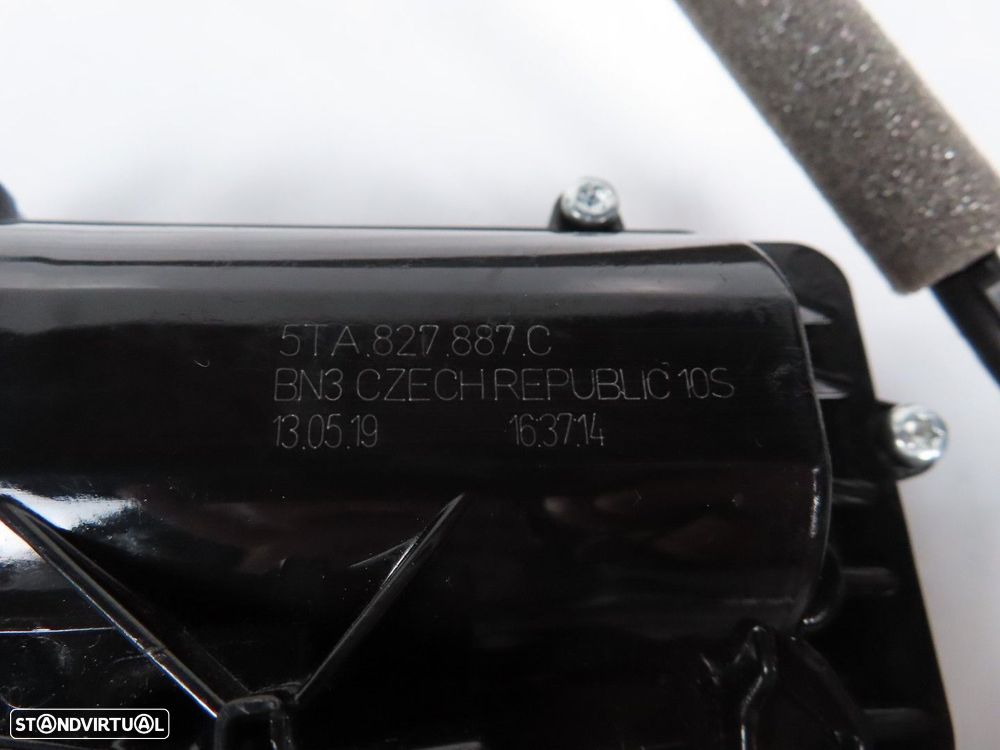 5TA.827.887.C
BN3 CZECH REPUBLIC 10S
13.05.19 16:37:14
STANDVIRTUAL